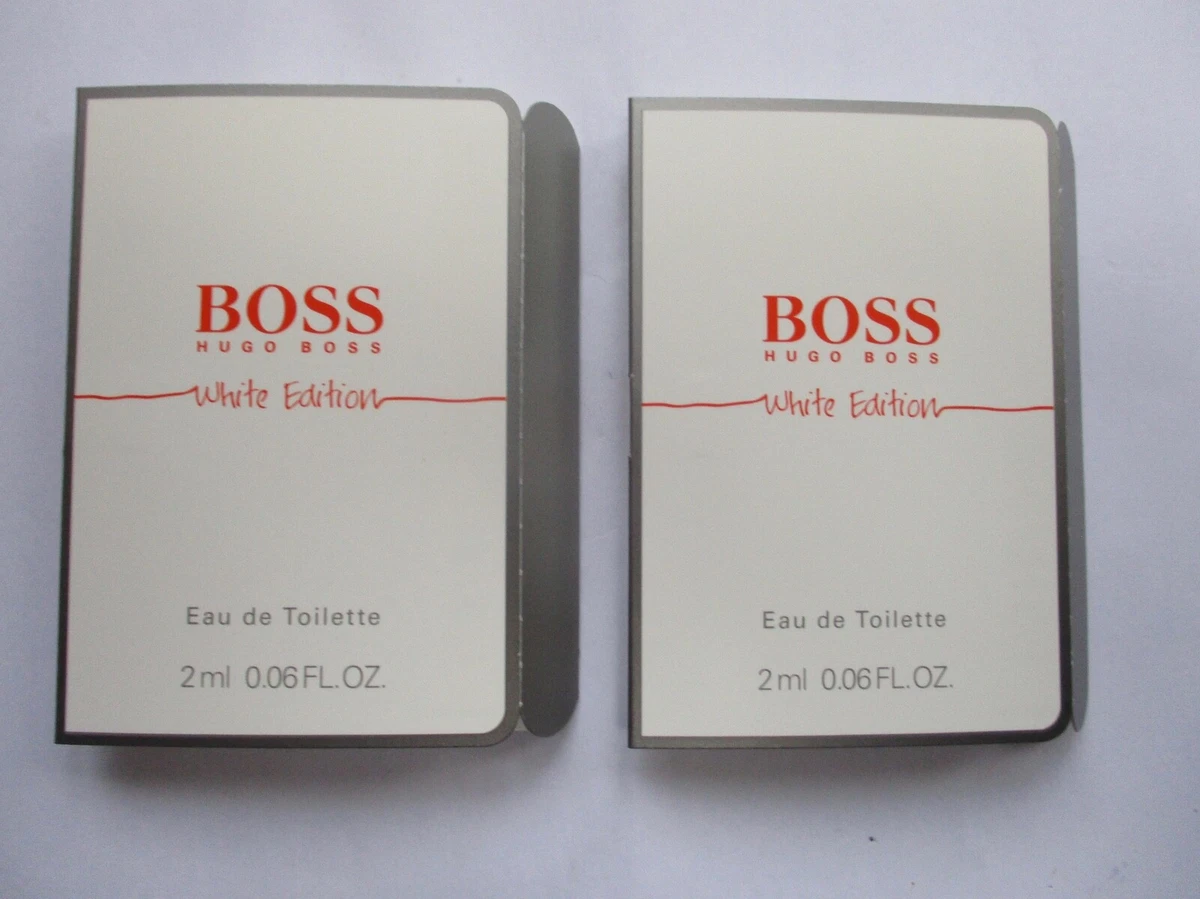 BOSS
HUGO BOSS
White Edition
Eau de Toilette
2ml 0.06FL.OZ.
BOSS
HUGO BOSS
White Edition
Eau de Toilette
2ml 0.06FL.OZ.